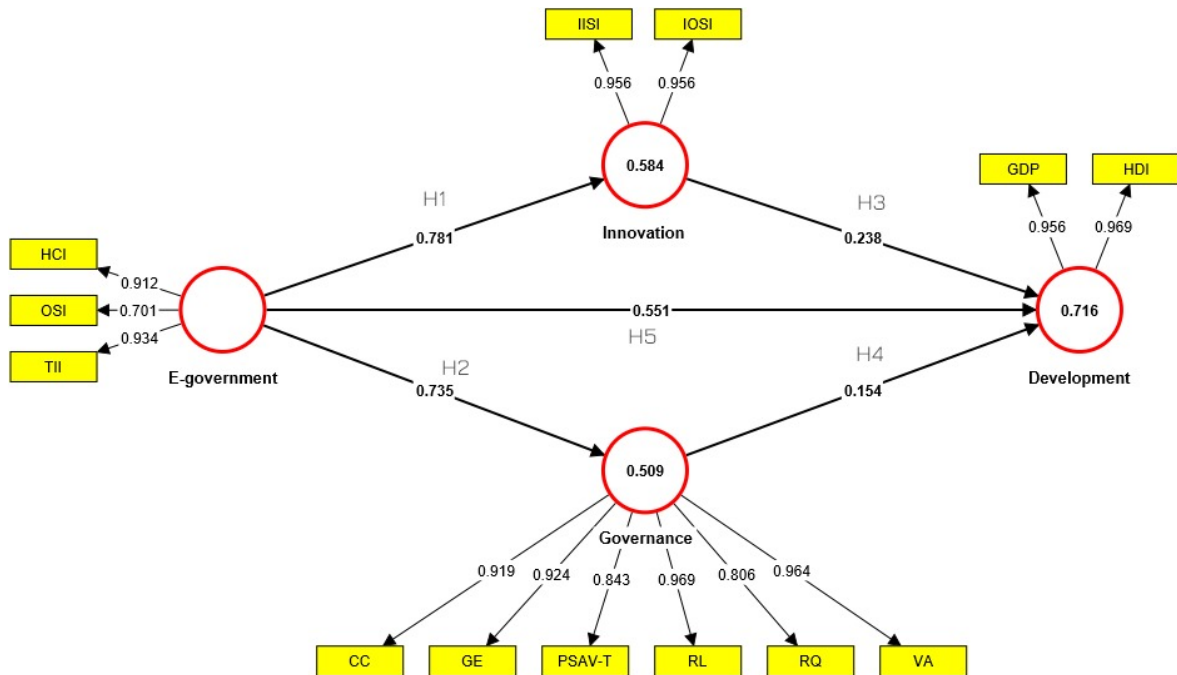 IISI
IOSI
0.956
0.956
0.584
Innovation
GDP
HDI
0.956
0.969
H1
0.781
H3
0.238
HCI
OSI
TII
0.912
0.701
0.934
E-government
0.551
H5
0.716
Development
H2
0.735
H4
0.154
0.509
Governance
0.919
0.924
0.843
0.969
0.806
0.964
CC
GE
PSAV-T
RL
RQ
VA